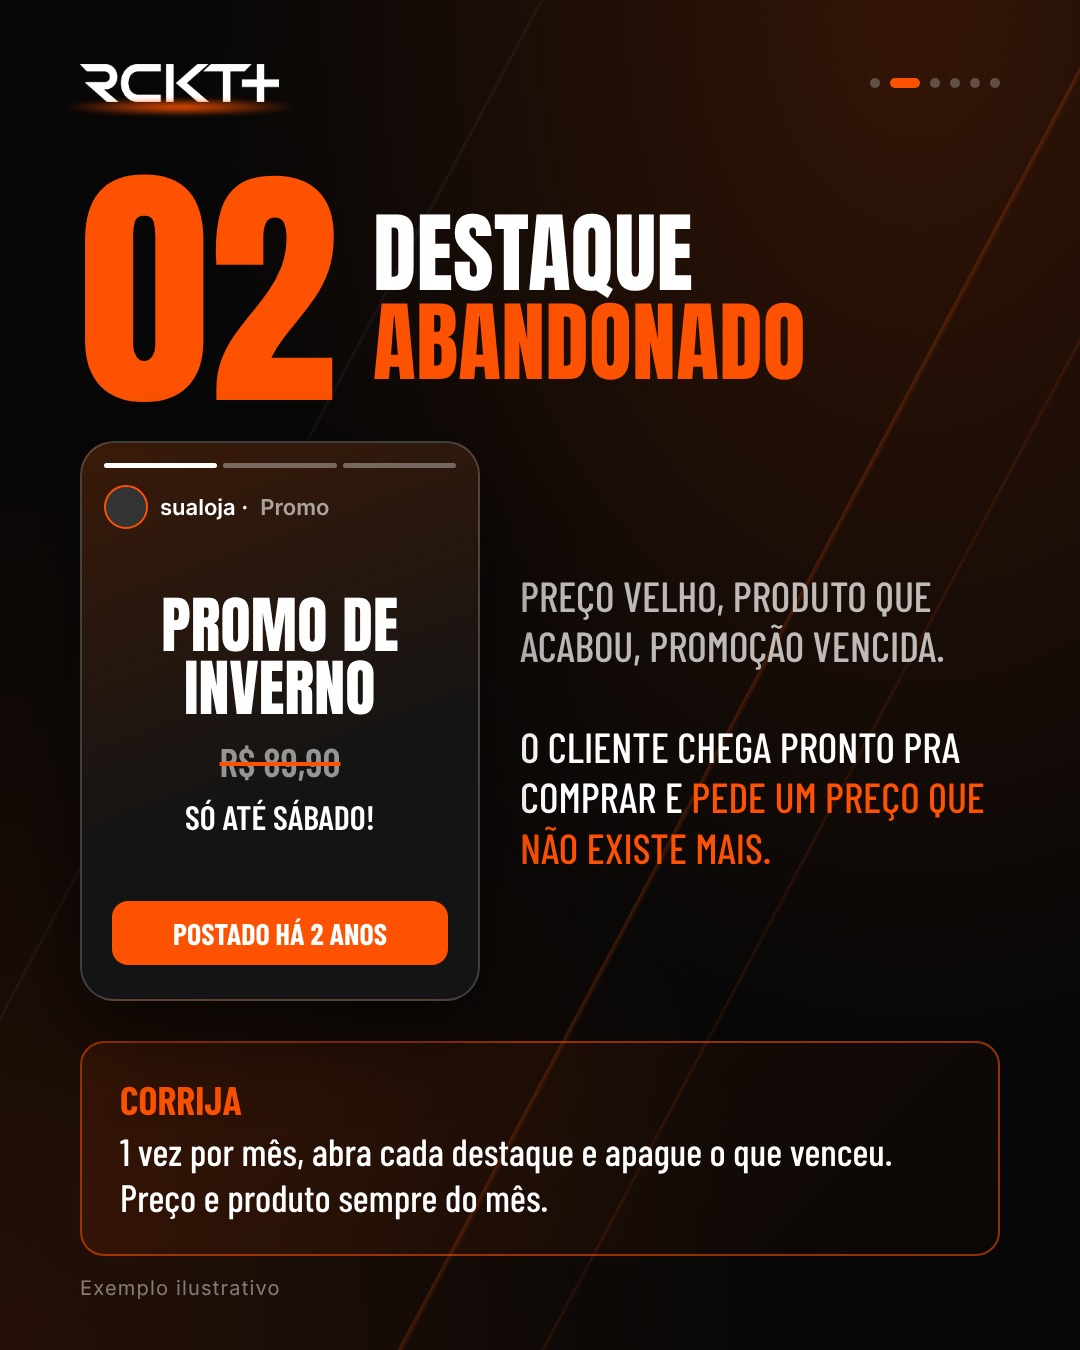 RCKT+
02
DESTAQUE
ABANDONADO
sualoja · Promo
PROMO DE
INVERNO
R$ 89,90
SÓ ATÉ SÁBADO!
POSTADO HÁ 2 ANOS
PREÇO VELHO, PRODUTO QUE
ACABOU, PROMOÇÃO VENCIDA.
O CLIENTE CHEGA PRONTO PRA
COMPRAR E PEDE UM PREÇO QUE
NÃO EXISTE MAIS.
CORRIJA
1 vez por mês, abra cada destaque e apague o que venceu.
Preço e produto sempre do mês.
Exemplo ilustrativo